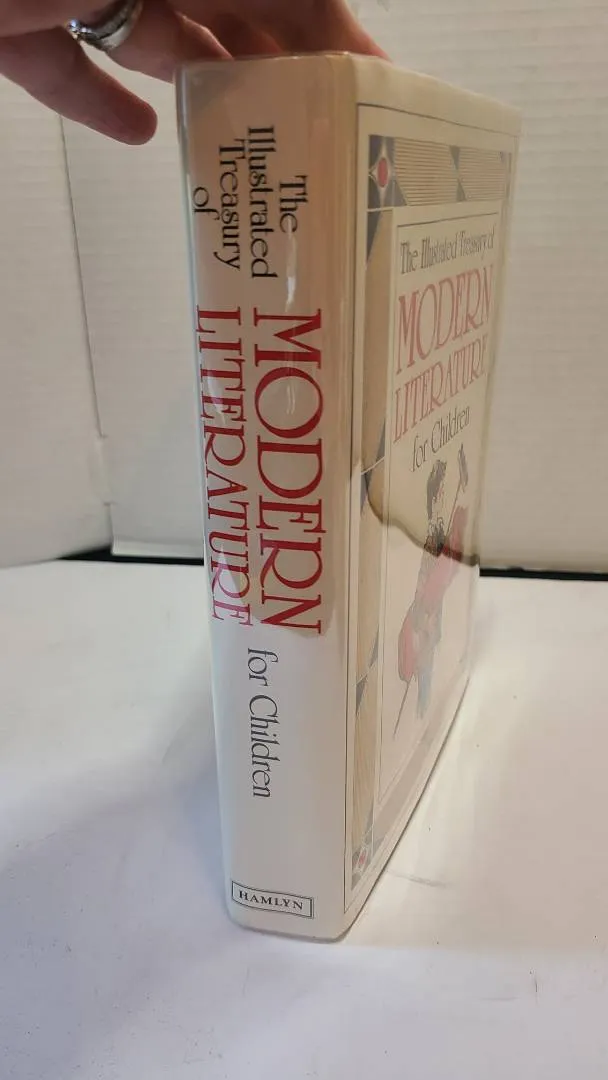 The
Illustrated
Treasury
of
MODERN
LITERATURE
for Children
HAMLYN
The Illustrated Treasury of
MODERN
LITERATURE
for Children